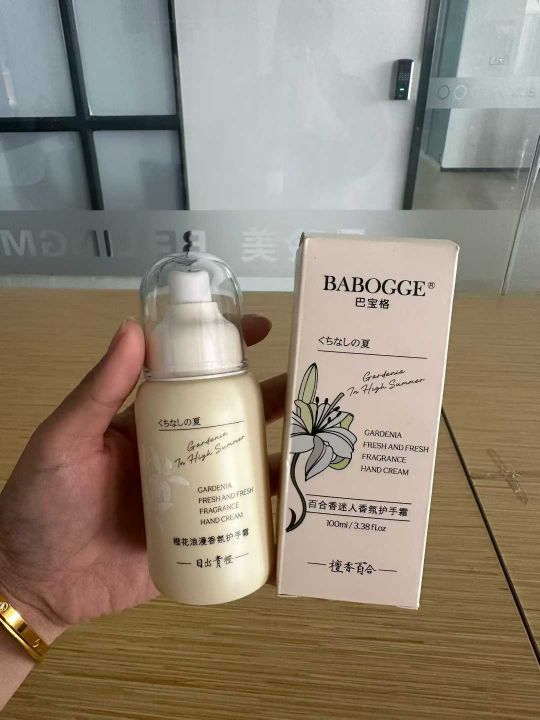 くちなしの夏
Gardenia
In High Summer
GARDENIA
FRESH AND FRESH
FRAGRANCE
HAND CREAM
橙花浪漫香氛护手霜
日出青橙
BABOGGE®
巴宝格
くちなしの夏
Gardenia
In High Summer
GARDENIA
FRESH AND FRESH
FRAGRANCE
HAND CREAM
百合香迷人香氛护手霜
100ml / 3.38 fl.oz
檀香百合